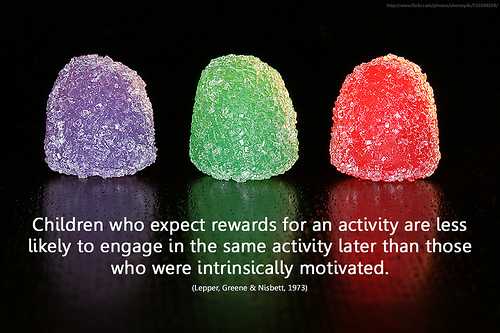 Children who expect rewards for an activity are less
likely to engage in the same activity later than those
who were intrinsically motivated.
(Lepper, Greene & Nisbett, 1973)